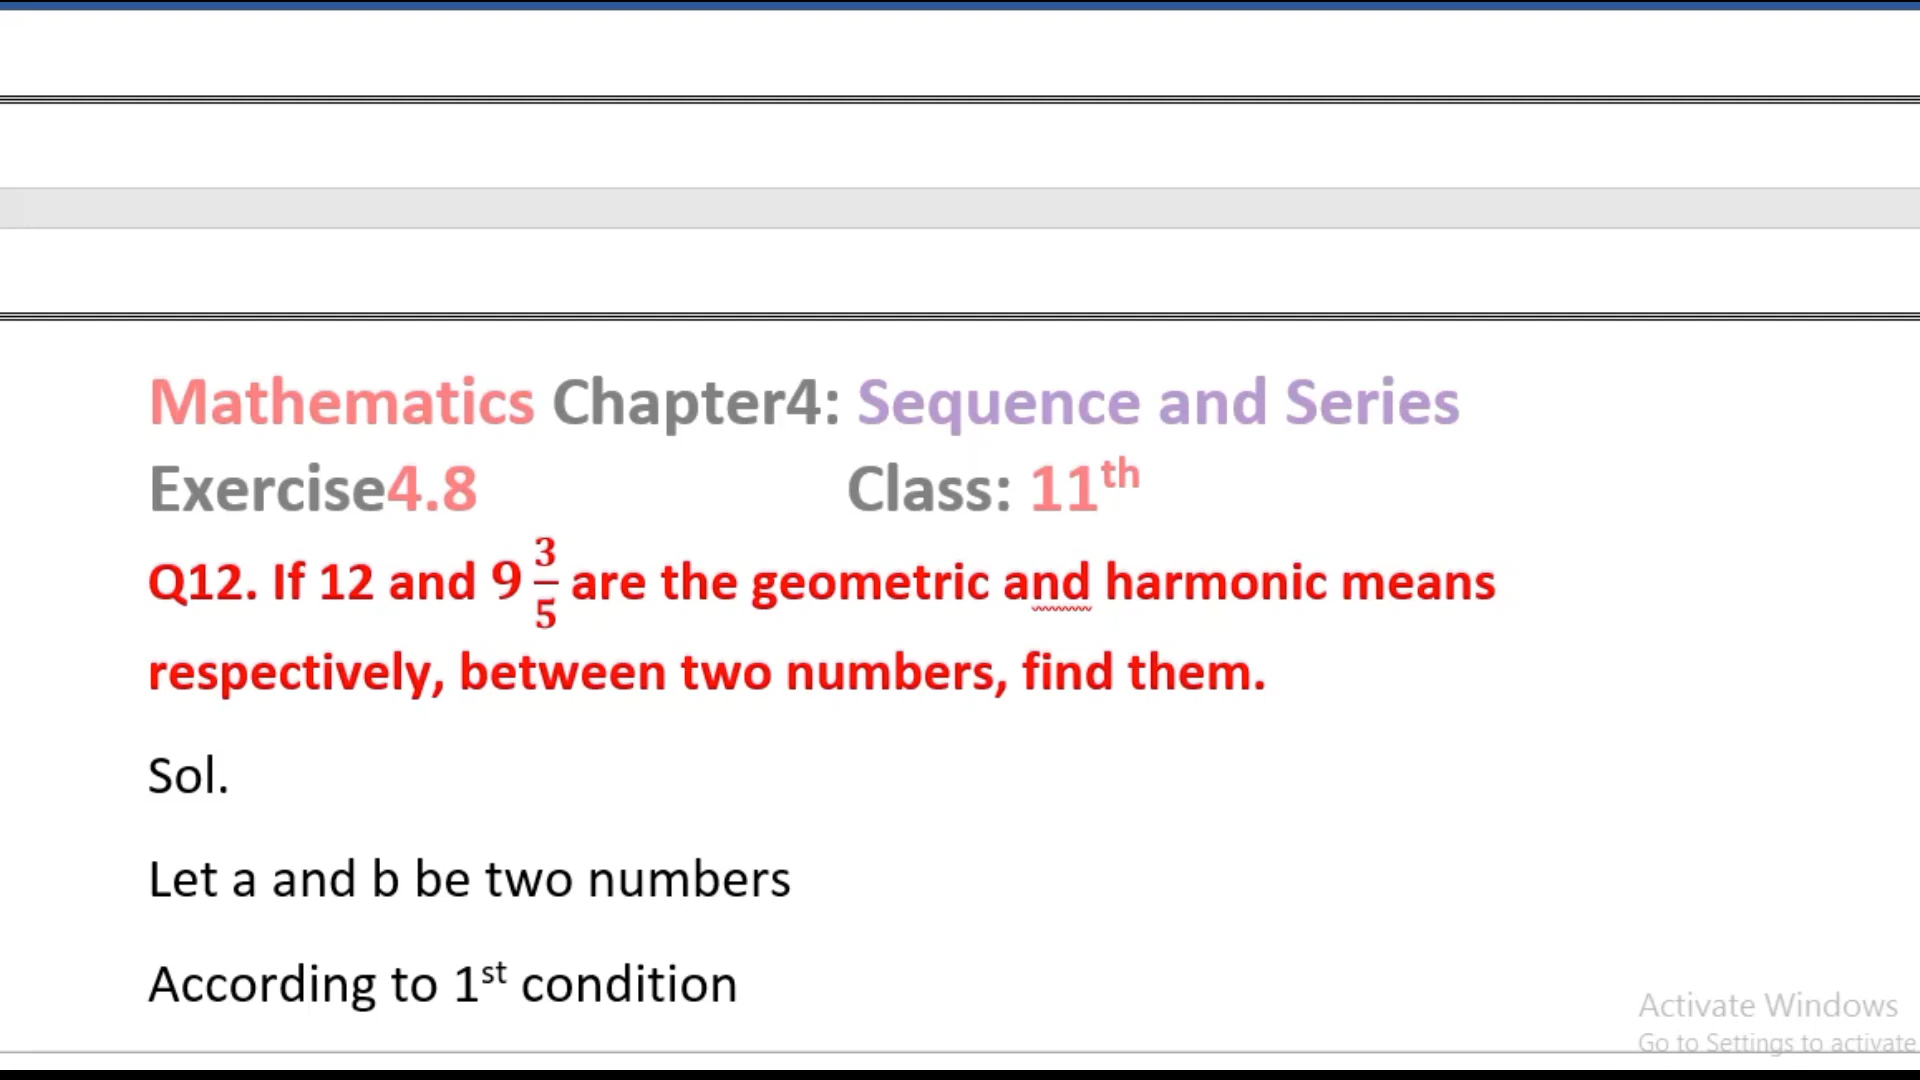 Mathematics Chapter4: Sequence and Series
Exercise4.8 Class: 11th
Q12. If 12 and 9 3/5 are the geometric and harmonic means
respectively, between two numbers, find them.
Sol.
Let a and b be two numbers
According to 1st condition
Activate Windows
Go to Settings to activate